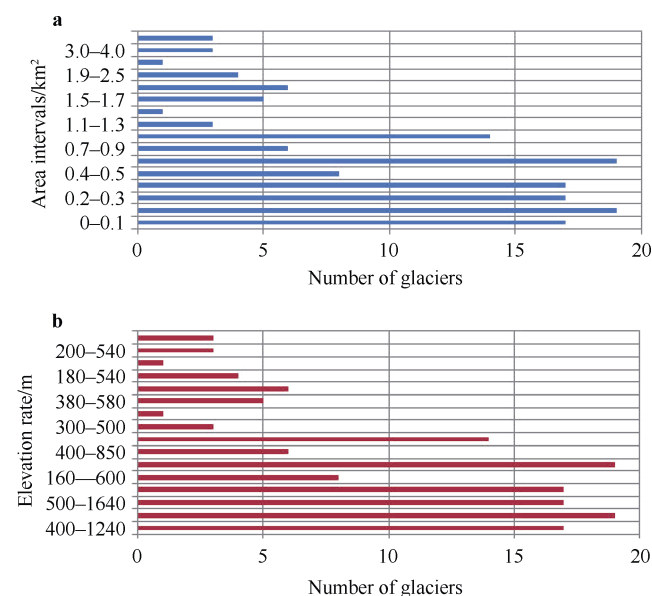 a
Area intervals/km²
3.0–4.0
1.9–2.5
1.5–1.7
1.1–1.3
0.7–0.9
0.4–0.5
0.2–0.3
0–0.1
0 5 10 15 20
Number of glaciers
b
Elevation rate/m
200–540
180–540
380–580
300–500
400–850
160—600
500–1640
400–1240
0 5 10 15 20
Number of glaciers